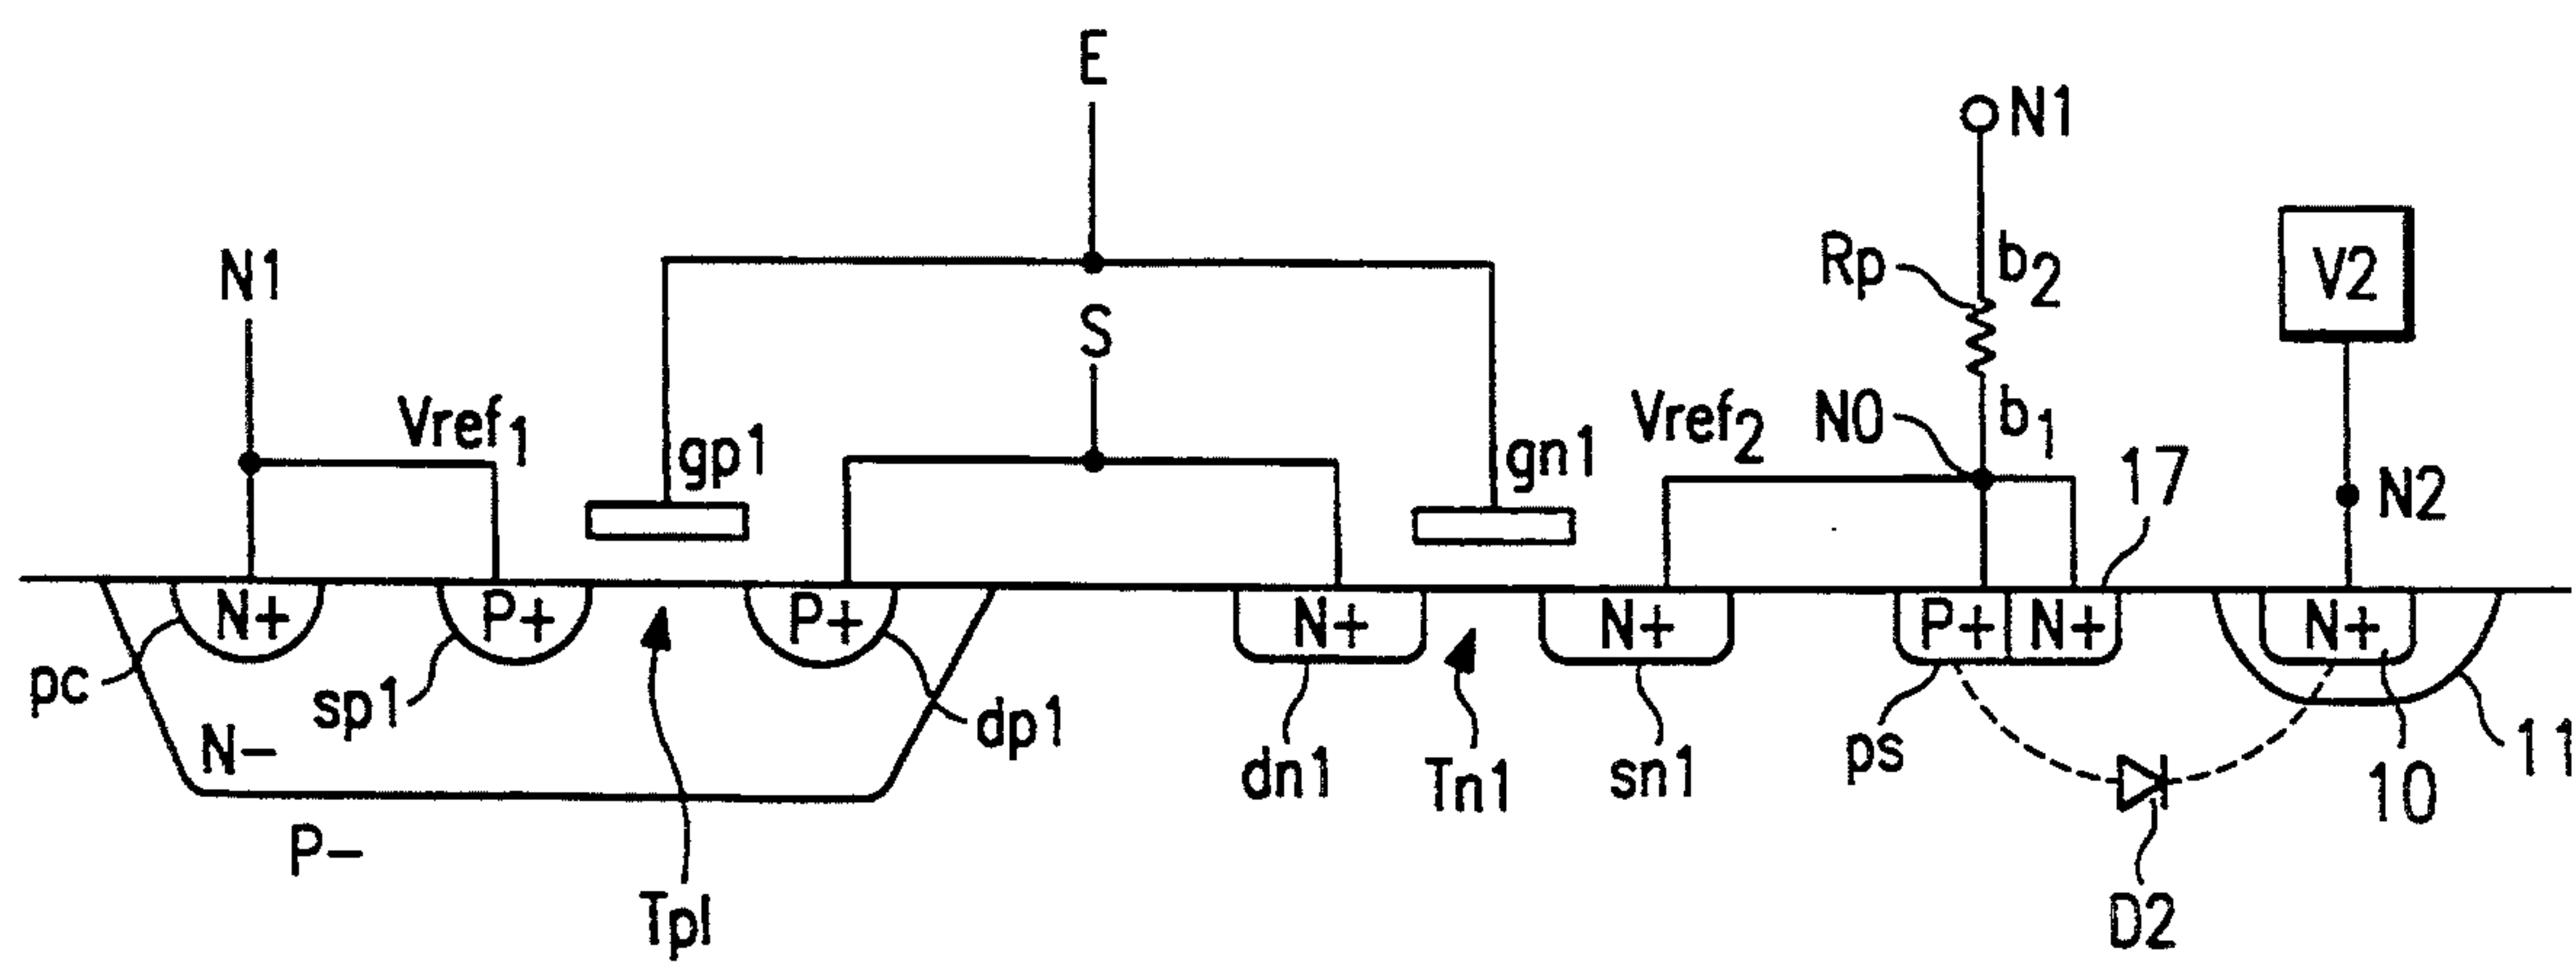 E
N1
Rp
b2
V2
N1
S
Vref1
gp1
gn1
Vref2
N0
b1
17
N2
N+
P+
P+
N+
N+
P+
N+
N+
pc
sp1
N-
dp1
dn1
Tn1
sn1
ps
10
11
P-
Tpl
D2